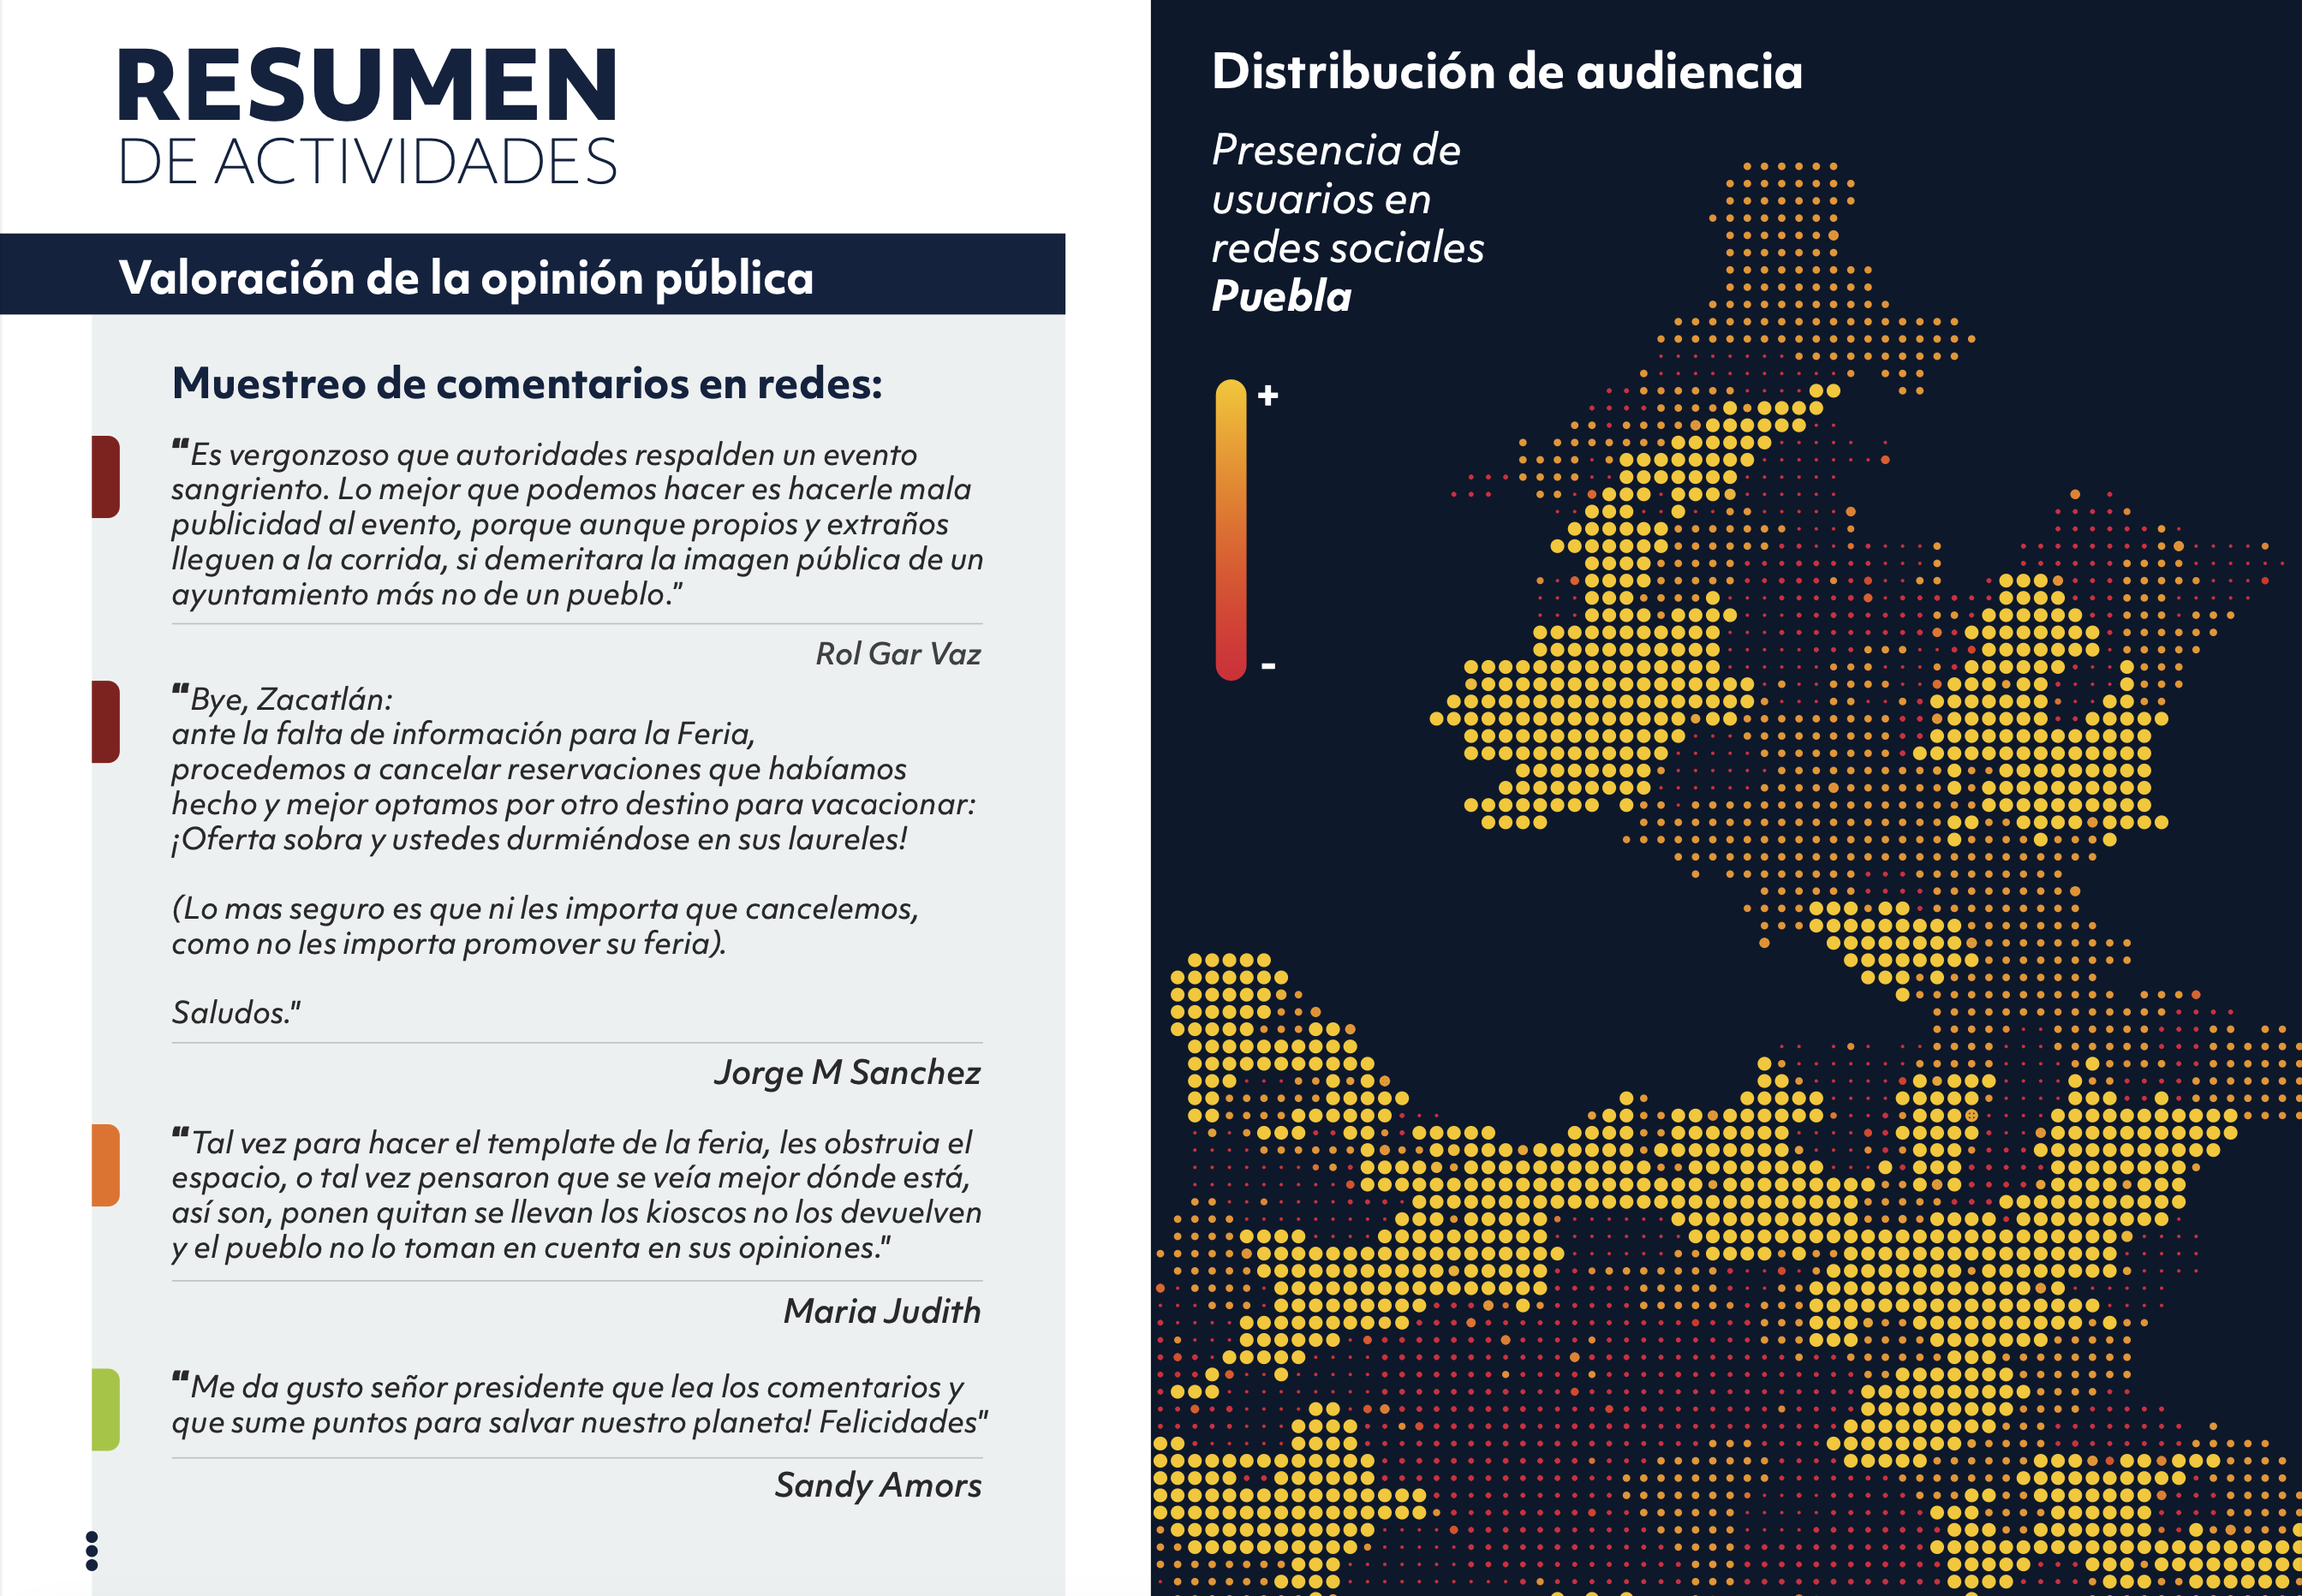 RESUMEN
DE ACTIVIDADES
Valoración de la opinión pública
Muestreo de comentarios en redes:
“Es vergonzoso que autoridades respalden un evento
sangriento. Lo mejor que podemos hacer es hacerle mala
publicidad al evento, porque aunque propios y extraños
lleguen a la corrida, si demeritara la imagen pública de un
ayuntamiento más no de un pueblo."
Rol Gar Vaz
“Bye, Zacatlán:
ante la falta de información para la Feria,
procedemos a cancelar reservaciones que habíamos
hecho y mejor optamos por otro destino para vacacionar:
¡Oferta sobra y ustedes durmiéndose en sus laureles!
(Lo mas seguro es que ni les importa que cancelemos,
como no les importa promover su feria).
Saludos."
Jorge M Sanchez
“Tal vez para hacer el template de la feria, les obstruia el
espacio, o tal vez pensaron que se veía mejor dónde está,
así son, ponen quitan se llevan los kioscos no los devuelven
y el pueblo no lo toman en cuenta en sus opiniones."
Maria Judith
“Me da gusto señor presidente que lea los comentarios y
que sume puntos para salvar nuestro planeta! Felicidades"
Sandy Amors
Distribución de audiencia
Presencia de
usuarios en
redes sociales
Puebla
+
-